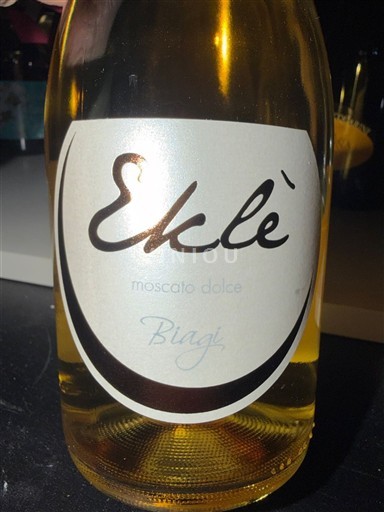 Eklè
moscato dolce
Biagi